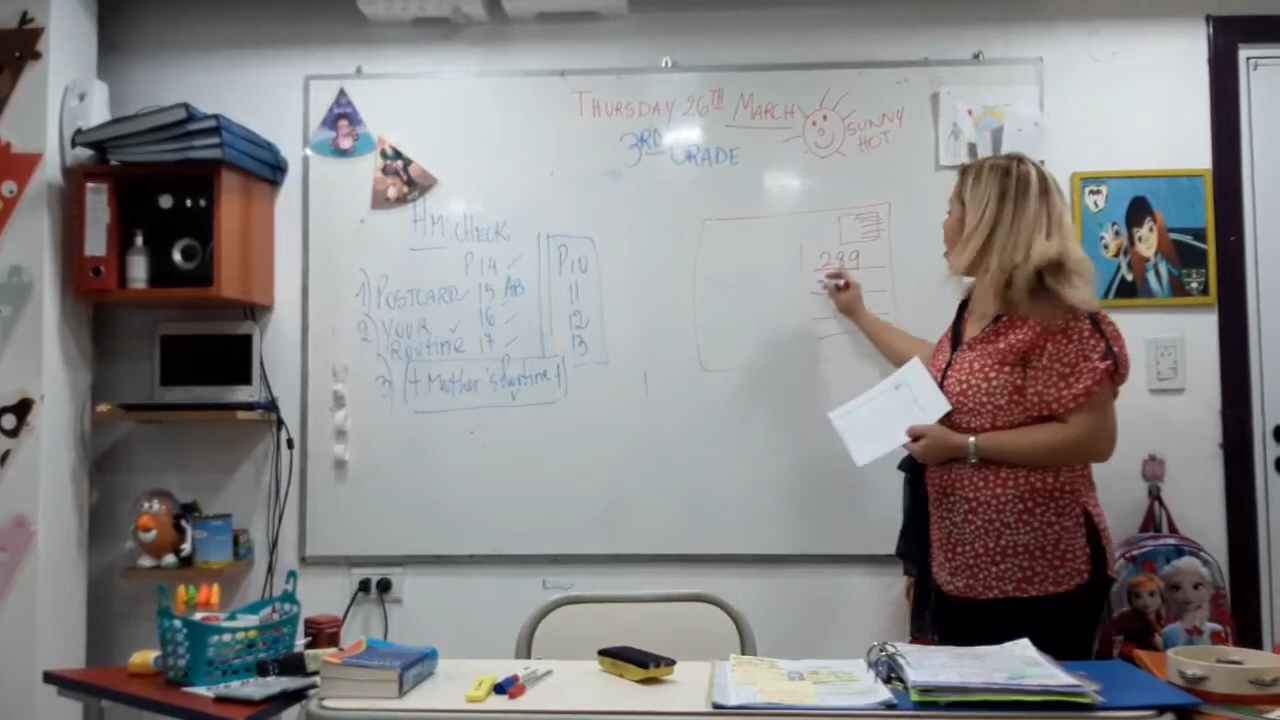 THURSDAY 26TH MARCH
SUNNY
HOT
3RD GRADE
HM: CHECK
P14 ✓
1) POSTCARD 15 AB
16 ✓
2) YOUR ✓
ROUTINE 17 ✓
3) + Mother's Routine
P10
11
12
13
289